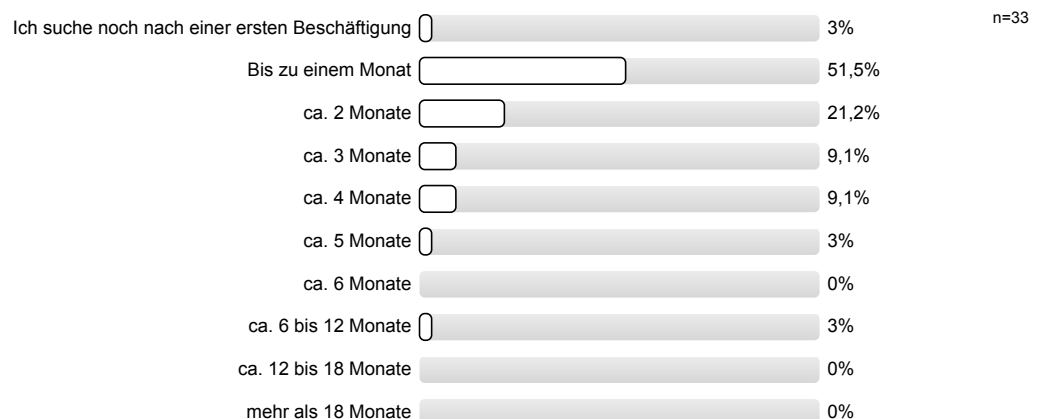 n=33
Ich suche noch nach einer ersten Beschäftigung 3%
Bis zu einem Monat 51,5%
ca. 2 Monate 21,2%
ca. 3 Monate 9,1%
ca. 4 Monate 9,1%
ca. 5 Monate 3%
ca. 6 Monate 0%
ca. 6 bis 12 Monate 3%
ca. 12 bis 18 Monate 0%
mehr als 18 Monate 0%